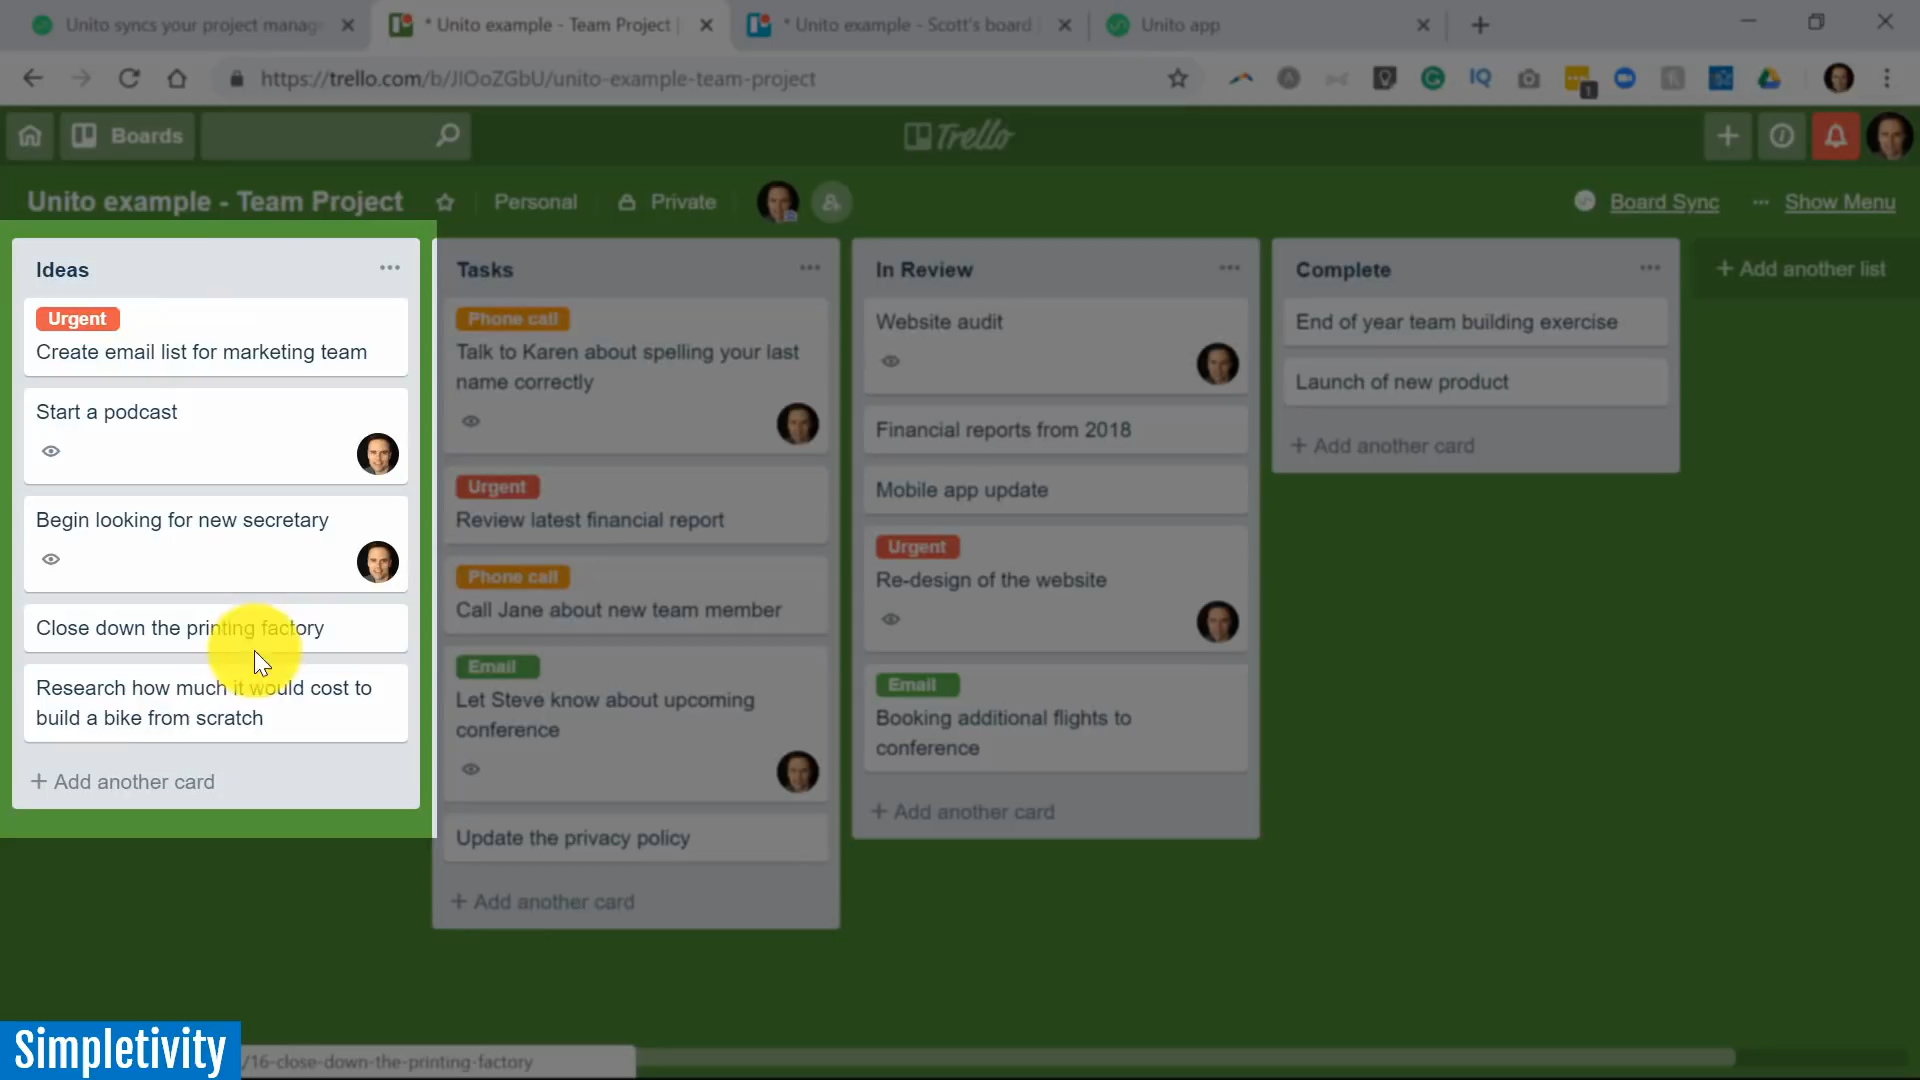 Unito syncs your project manag
* Unito example - Team Project |
* Unito example - Scott's board
Unito app
https://trello.com/b/JIOoZGbU/unito-example-team-project
IQ
1
Boards
Trello
Unito example - Team Project
Personal
Private
Board Sync
Show Menu
Ideas
Urgent
Create email list for marketing team
Start a podcast
Begin looking for new secretary
Close down the printing factory
Research how much it would cost to
build a bike from scratch
+ Add another card
Tasks
Phone call
Talk to Karen about spelling your last
name correctly
Urgent
Review latest financial report
Phone call
Call Jane about new team member
Email
Let Steve know about upcoming
conference
Update the privacy policy
+ Add another card
In Review
Website audit
Financial reports from 2018
Mobile app update
Urgent
Re-design of the website
Email
Booking additional flights to
conference
+ Add another card
Complete
End of year team building exercise
Launch of new product
+ Add another card
+ Add another list
Simpletivity
/16-close-down-the-printing-factory